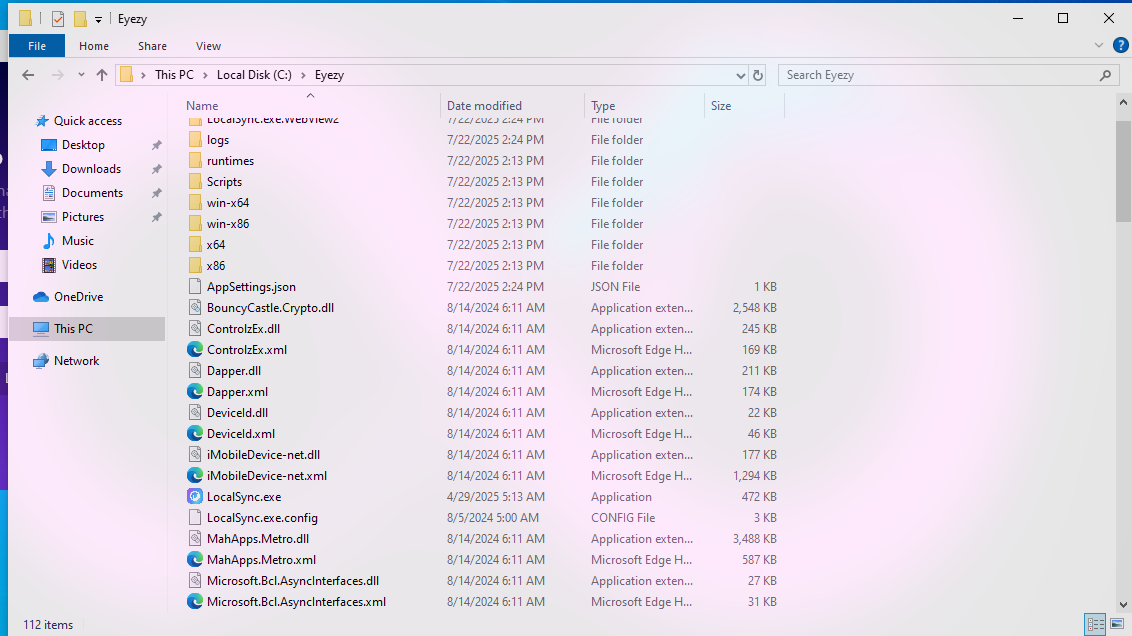 Eyezy
File Home Share View
This PC Local Disk (C:) Eyezy
Search Eyezy
Name Date modified Type Size
Quick access
Desktop
Downloads
Documents
Pictures
Music
Videos
OneDrive
This PC
Network
LocalSync.exe.WebView2 7/22/2025 2:24 PM File folder
logs 7/22/2025 2:24 PM File folder
runtimes 7/22/2025 2:13 PM File folder
Scripts 7/22/2025 2:13 PM File folder
win-x64 7/22/2025 2:13 PM File folder
win-x86 7/22/2025 2:13 PM File folder
x64 7/22/2025 2:13 PM File folder
x86 7/22/2025 2:13 PM File folder
AppSettings.json 7/22/2025 2:24 PM JSON File 1 KB
BouncyCastle.Crypto.dll 8/14/2024 6:11 AM Application exten... 2,548 KB
ControlzEx.dll 8/14/2024 6:11 AM Application exten... 245 KB
ControlzEx.xml 8/14/2024 6:11 AM Microsoft Edge H... 169 KB
Dapper.dll 8/14/2024 6:11 AM Application exten... 211 KB
Dapper.xml 8/14/2024 6:11 AM Microsoft Edge H... 174 KB
DeviceId.dll 8/14/2024 6:11 AM Application exten... 22 KB
DeviceId.xml 8/14/2024 6:11 AM Microsoft Edge H... 46 KB
iMobileDevice-net.dll 8/14/2024 6:11 AM Application exten... 177 KB
iMobileDevice-net.xml 8/14/2024 6:11 AM Microsoft Edge H... 1,294 KB
LocalSync.exe 4/29/2025 5:13 AM Application 472 KB
LocalSync.exe.config 8/5/2024 5:00 AM CONFIG File 3 KB
MahApps.Metro.dll 8/14/2024 6:11 AM Application exten... 3,488 KB
MahApps.Metro.xml 8/14/2024 6:11 AM Microsoft Edge H... 587 KB
Microsoft.Bcl.AsyncInterfaces.dll 8/14/2024 6:11 AM Application exten... 27 KB
Microsoft.Bcl.AsyncInterfaces.xml 8/14/2024 6:11 AM Microsoft Edge H... 31 KB
112 items